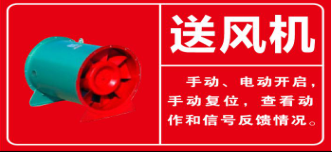 送风机
手动、电动开启，
手动复位，查看动
作和信号反馈情况。